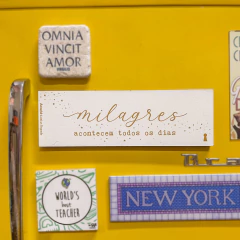 OMNIA
VINCIT
AMOR
milagres
acontecem todos os dias
WORLD'S
best
TEACHER
NEW YORK